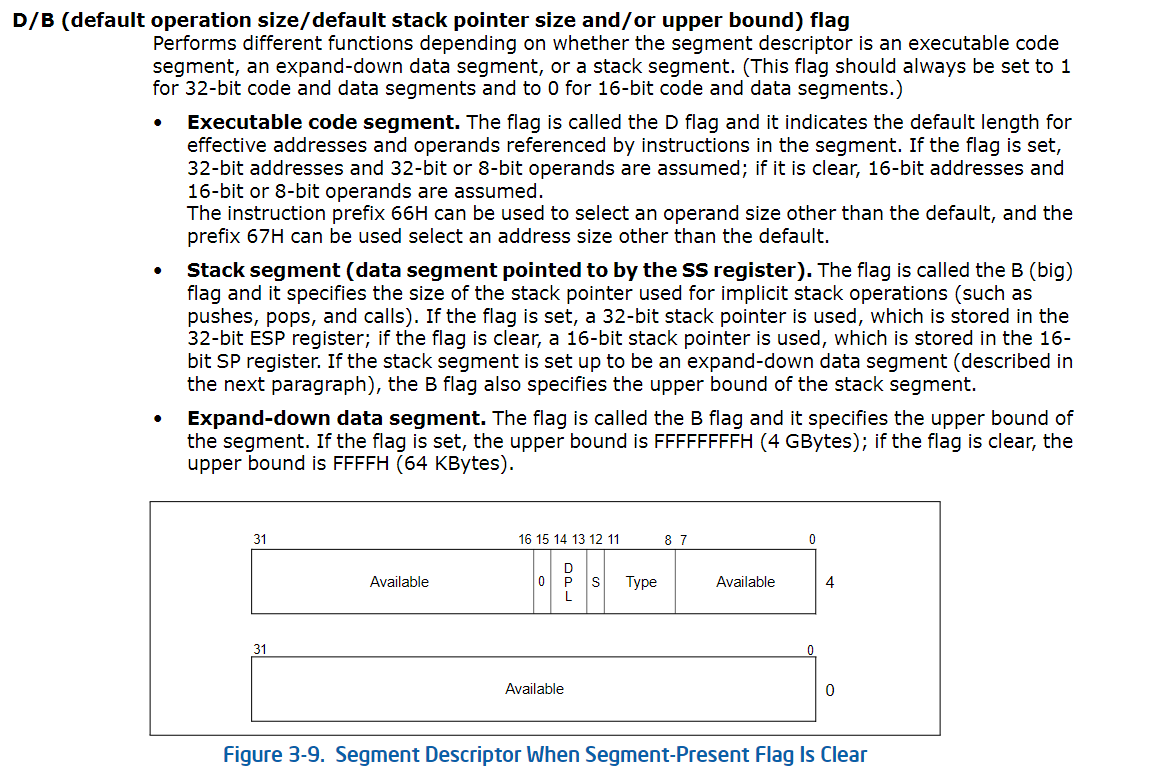 D/B (default operation size/default stack pointer size and/or upper bound) flag
Performs different functions depending on whether the segment descriptor is an executable code
segment, an expand-down data segment, or a stack segment. (This flag should always be set to 1
for 32-bit code and data segments and to 0 for 16-bit code and data segments.)
• Executable code segment. The flag is called the D flag and it indicates the default length for
effective addresses and operands referenced by instructions in the segment. If the flag is set,
32-bit addresses and 32-bit or 8-bit operands are assumed; if it is clear, 16-bit addresses and
16-bit or 8-bit operands are assumed.
The instruction prefix 66H can be used to select an operand size other than the default, and the
prefix 67H can be used select an address size other than the default.
• Stack segment (data segment pointed to by the SS register). The flag is called the B (big)
flag and it specifies the size of the stack pointer used for implicit stack operations (such as
pushes, pops, and calls). If the flag is set, a 32-bit stack pointer is used, which is stored in the
32-bit ESP register; if the flag is clear, a 16-bit stack pointer is used, which is stored in the 16-
bit SP register. If the stack segment is set up to be an expand-down data segment (described in
the next paragraph), the B flag also specifies the upper bound of the stack segment.
• Expand-down data segment. The flag is called the B flag and it specifies the upper bound of
the segment. If the flag is set, the upper bound is FFFFFFFFH (4 GBytes); if the flag is clear, the
upper bound is FFFFH (64 KBytes).
31 16 15 14 13 12 11 8 7 0
Available 0 D P L S Type Available 4
31 0
Available 0
Figure 3-9. Segment Descriptor When Segment-Present Flag Is Clear